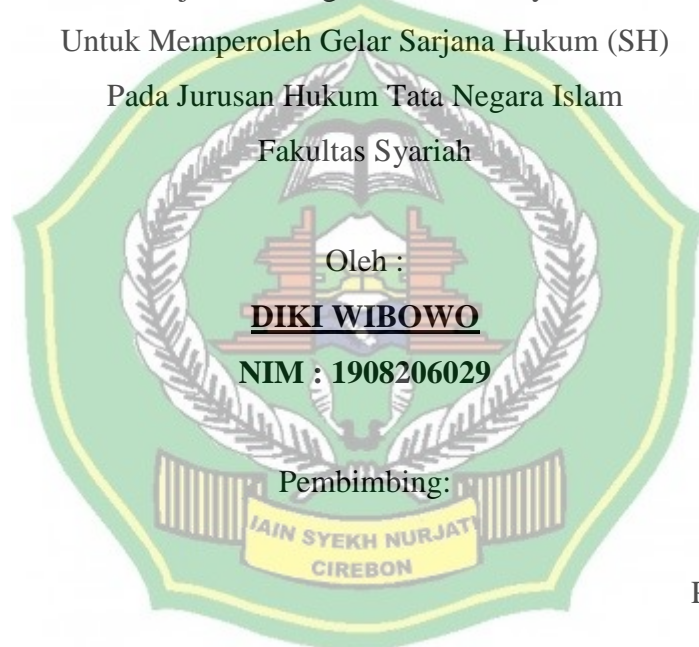 Untuk Memperoleh Gelar Sarjana Hukum (SH)
Pada Jurusan Hukum Tata Negara Islam
Fakultas Syariah
Oleh :
DIKI WIBOWO
NIM : 1908206029
Pembimbing:
IAIN SYEKH NURJATI
CIREBON